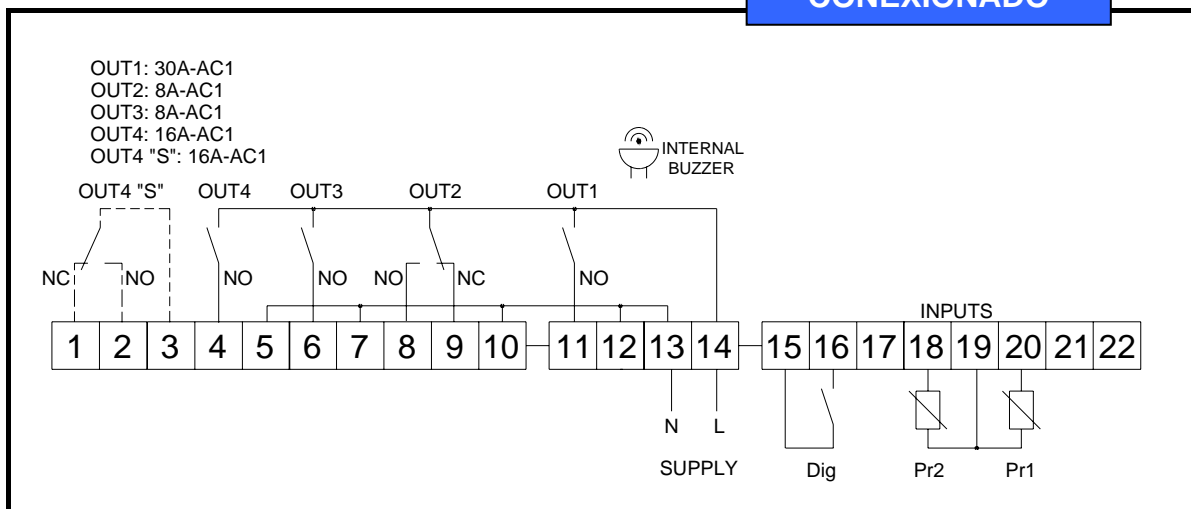 CONEXIONADO
OUT1: 30A-AC1
OUT2: 8A-AC1
OUT3: 8A-AC1
OUT4: 16A-AC1
OUT4 "S": 16A-AC1
INTERNAL
BUZZER
OUT4 "S" OUT4 OUT3 OUT2 OUT1
NC NO NO NO NO NC NO
INPUTS
1 2 3 4 5 6 7 8 9 10 11 12 13 14 15 16 17 18 19 20 21 22
N L
SUPPLY Dig Pr2 Pr1